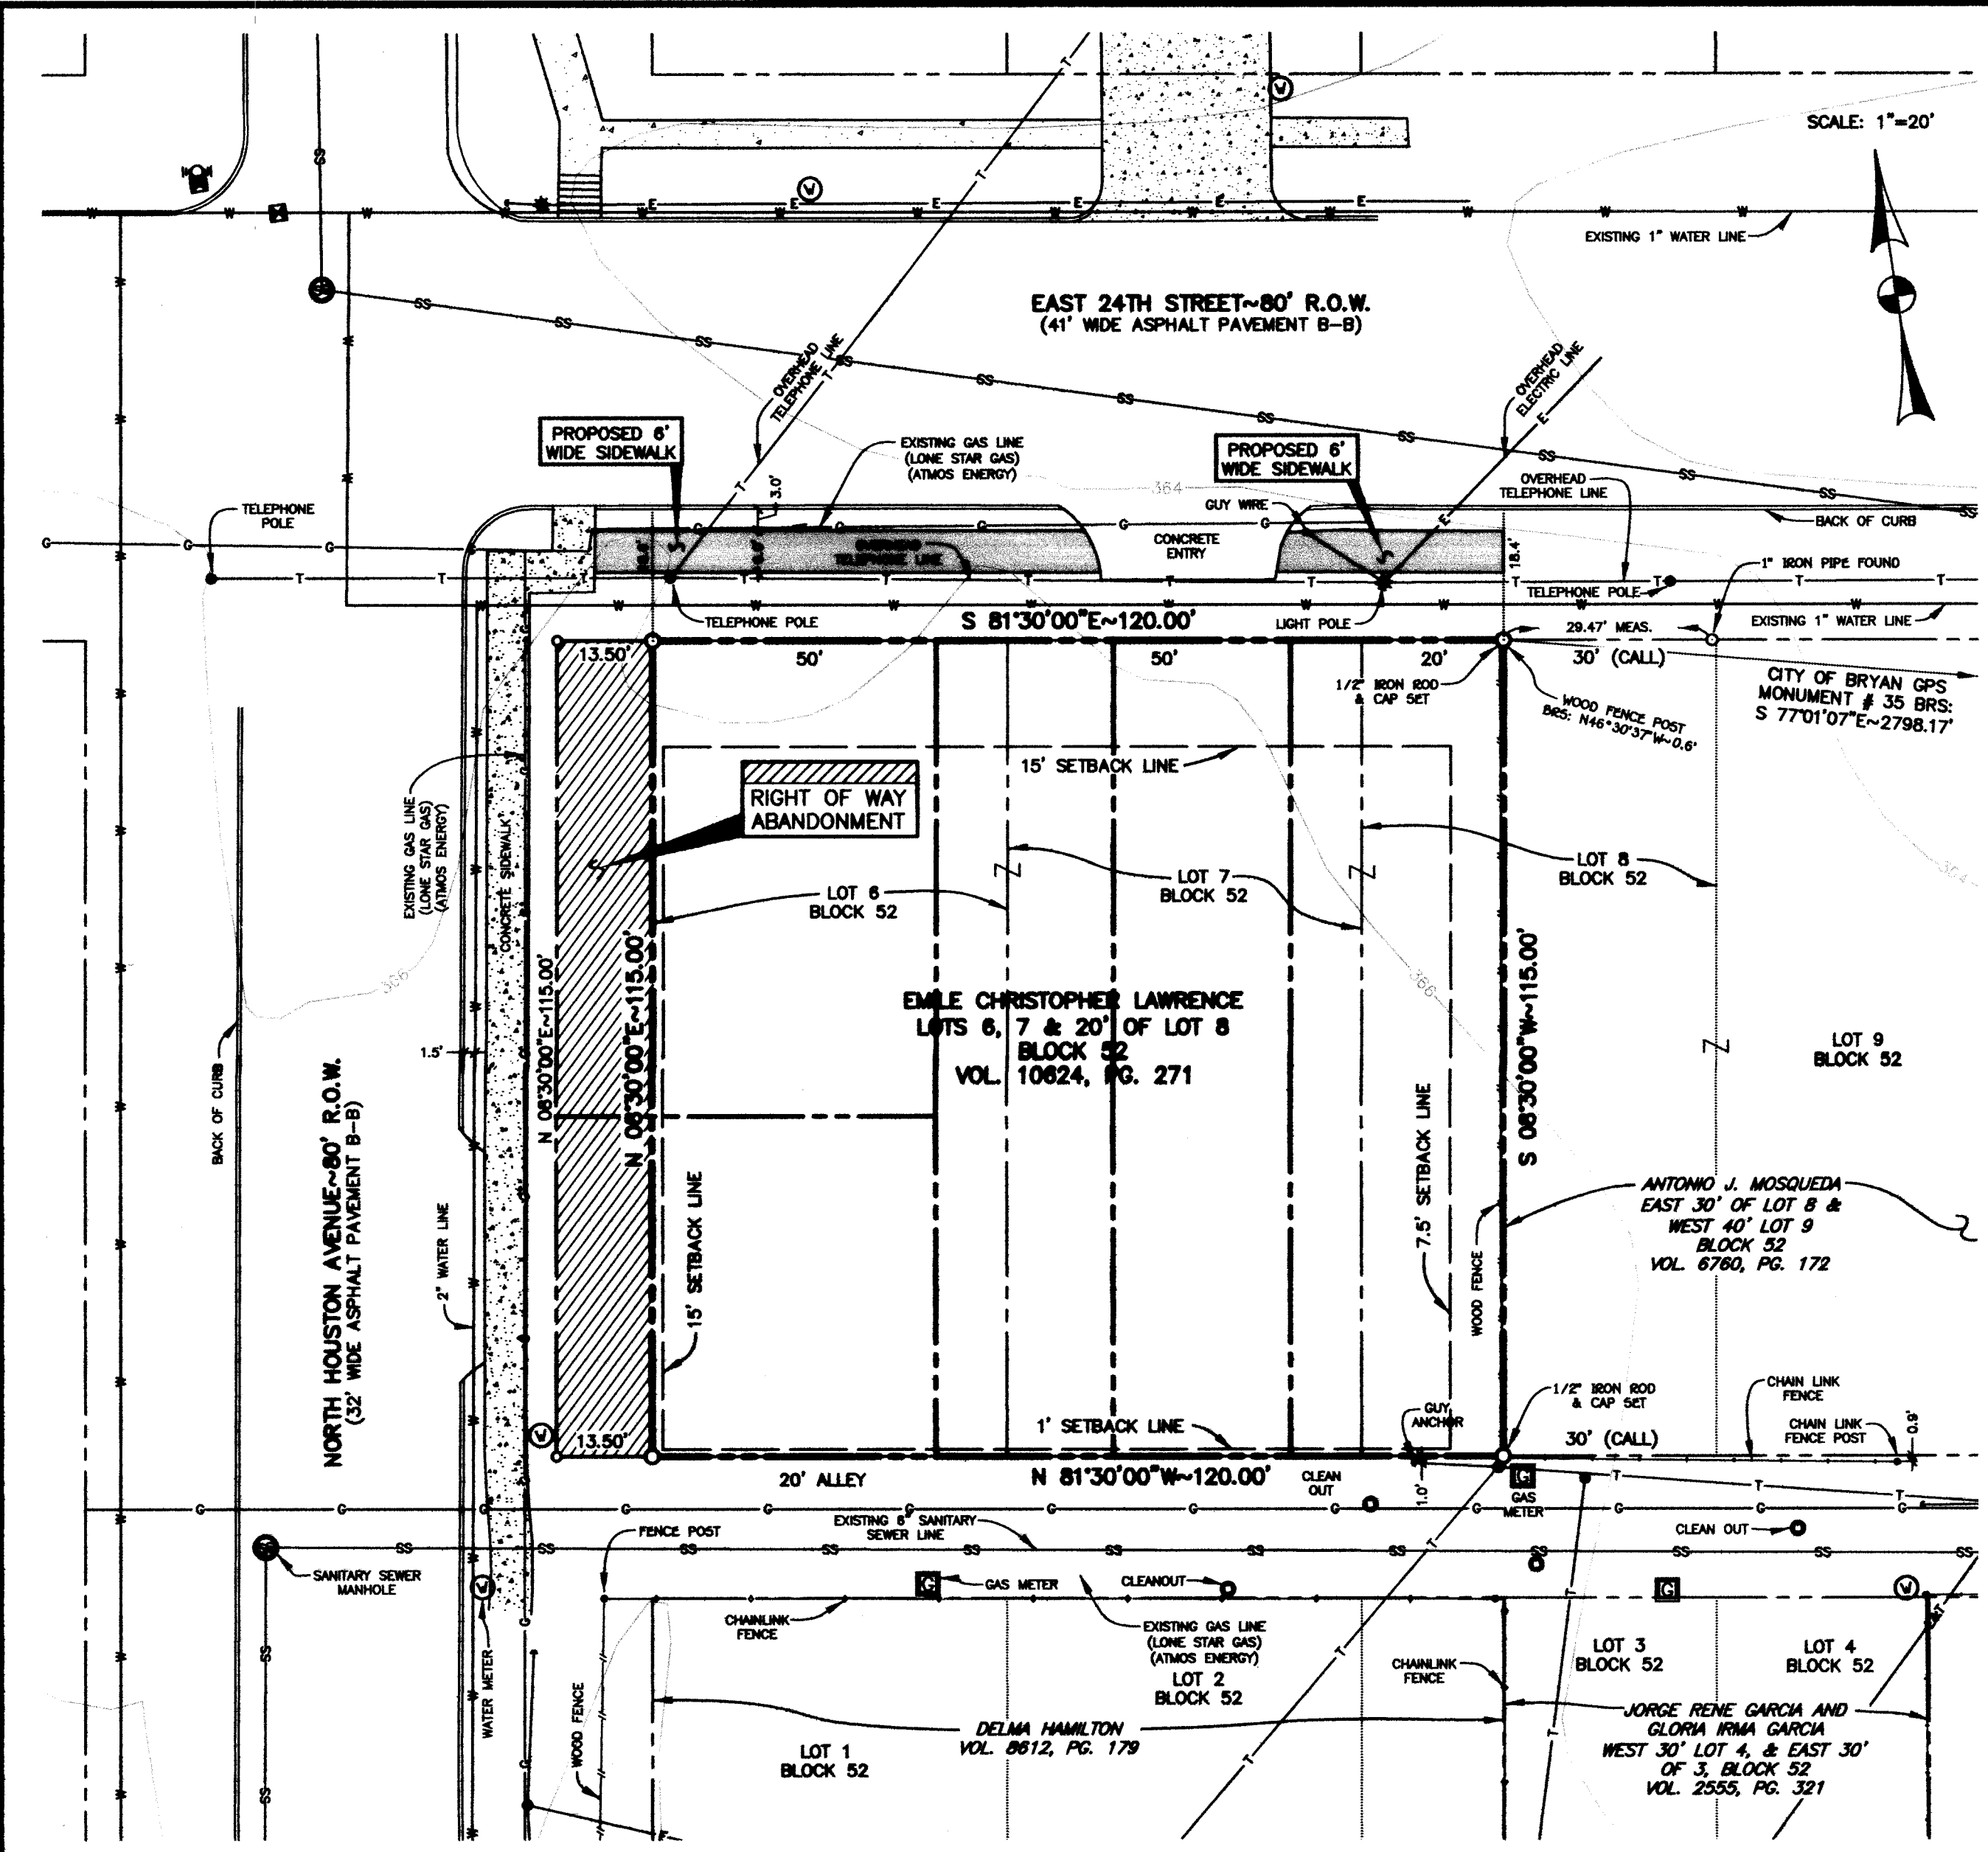 SCALE: 1"=20'
EXISTING 1" WATER LINE
EAST 24TH STREET~80' R.O.W.
(41' WIDE ASPHALT PAVEMENT B-B)
OVERHEAD
TELEPHONE LINE
OVERHEAD
ELECTRIC LINE
PROPOSED 6'
WIDE SIDEWALK
EXISTING GAS LINE
(LONE STAR GAS)
(ATMOS ENERGY)
PROPOSED 6'
WIDE SIDEWALK
364
GUY WIRE
OVERHEAD
TELEPHONE LINE
TELEPHONE
POLE
3.0'
BACK OF CURB
CONCRETE
ENTRY
OVERHEAD
TELEPHONE LINE
18.4'
1" IRON PIPE FOUND
TELEPHONE POLE
TELEPHONE POLE
S 81°30'00"E~120.00'
LIGHT POLE
29.47' MEAS.
EXISTING 1" WATER LINE
13.50'
50'
50'
20'
30' (CALL)
1/2" IRON ROD
& CAP SET
WOOD FENCE POST
BRS: N46°30'37"W~0.6'
CITY OF BRYAN GPS
MONUMENT # 35 BRS:
S 77°01'07"E~2798.17'
15' SETBACK LINE
RIGHT OF WAY
ABANDONMENT
EXISTING GAS LINE
(LONE STAR GAS)
(ATMOS ENERGY)
CONCRETE SIDEWALK
LOT 6
BLOCK 52
LOT 7
BLOCK 52
LOT 8
BLOCK 52
364
366
366
N 08°30'00"E~115.00'
N 08°30'00"E~115.00'
S 08°30'00"W~115.00'
EMILE CHRISTOPHER LAWRENCE
LOTS 6, 7 & 20' OF LOT 8
BLOCK 52
VOL. 10624, PG. 271
LOT 9
BLOCK 52
1.5'
BACK OF CURB
NORTH HOUSTON AVENUE~80' R.O.W.
(32' WIDE ASPHALT PAVEMENT B-B)
2" WATER LINE
15' SETBACK LINE
7.5' SETBACK LINE
WOOD FENCE
ANTONIO J. MOSQUEDA
EAST 30' OF LOT 8 &
WEST 40' LOT 9
BLOCK 52
VOL. 6760, PG. 172
1/2" IRON ROD
& CAP SET
CHAIN LINK
FENCE
CHAIN LINK
FENCE POST
0.9'
GUY
ANCHOR
1' SETBACK LINE
13.50'
30' (CALL)
20' ALLEY
N 81°30'00"W~120.00'
CLEAN
OUT
1.0'
G
GAS
METER
EXISTING 6" SANITARY
SEWER LINE
FENCE POST
CLEAN OUT
SANITARY SEWER
MANHOLE
G
GAS METER
CLEANOUT
G
WATER METER
WOOD FENCE
CHAINLINK
FENCE
EXISTING GAS LINE
(LONE STAR GAS)
(ATMOS ENERGY)
LOT 2
BLOCK 52
CHAINLINK
FENCE
LOT 3
BLOCK 52
LOT 4
BLOCK 52
DELMA HAMILTON
VOL. 8612, PG. 179
LOT 1
BLOCK 52
JORGE RENE GARCIA AND
GLORIA IRMA GARCIA
WEST 30' LOT 4, & EAST 30'
OF 3, BLOCK 52
VOL. 2555, PG. 321